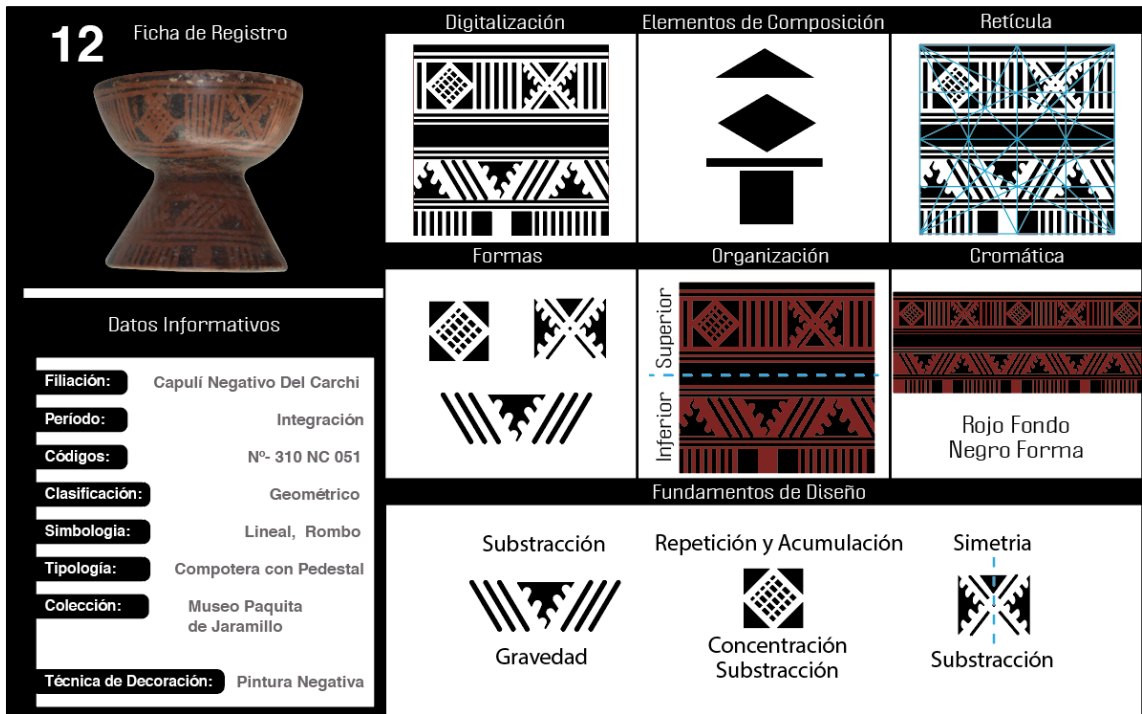 12
Ficha de Registro
Digitalización
Elementos de Composición
Retícula
Formas
Organización
Superior
Inferior
Cromática
Rojo Fondo
Negro Forma
Datos Informativos
Filiación: Capulí Negativo Del Carchi
Período: Integración
Códigos: Nº- 310 NC 051
Clasificación: Geométrico
Simbologia: Lineal, Rombo
Tipología: Compotera con Pedestal
Colección: Museo Paquita
de Jaramillo
Técnica de Decoración: Pintura Negativa
Fundamentos de Diseño
Substracción
Gravedad
Repetición y Acumulación
Concentración
Substracción
Simetria
Substracción